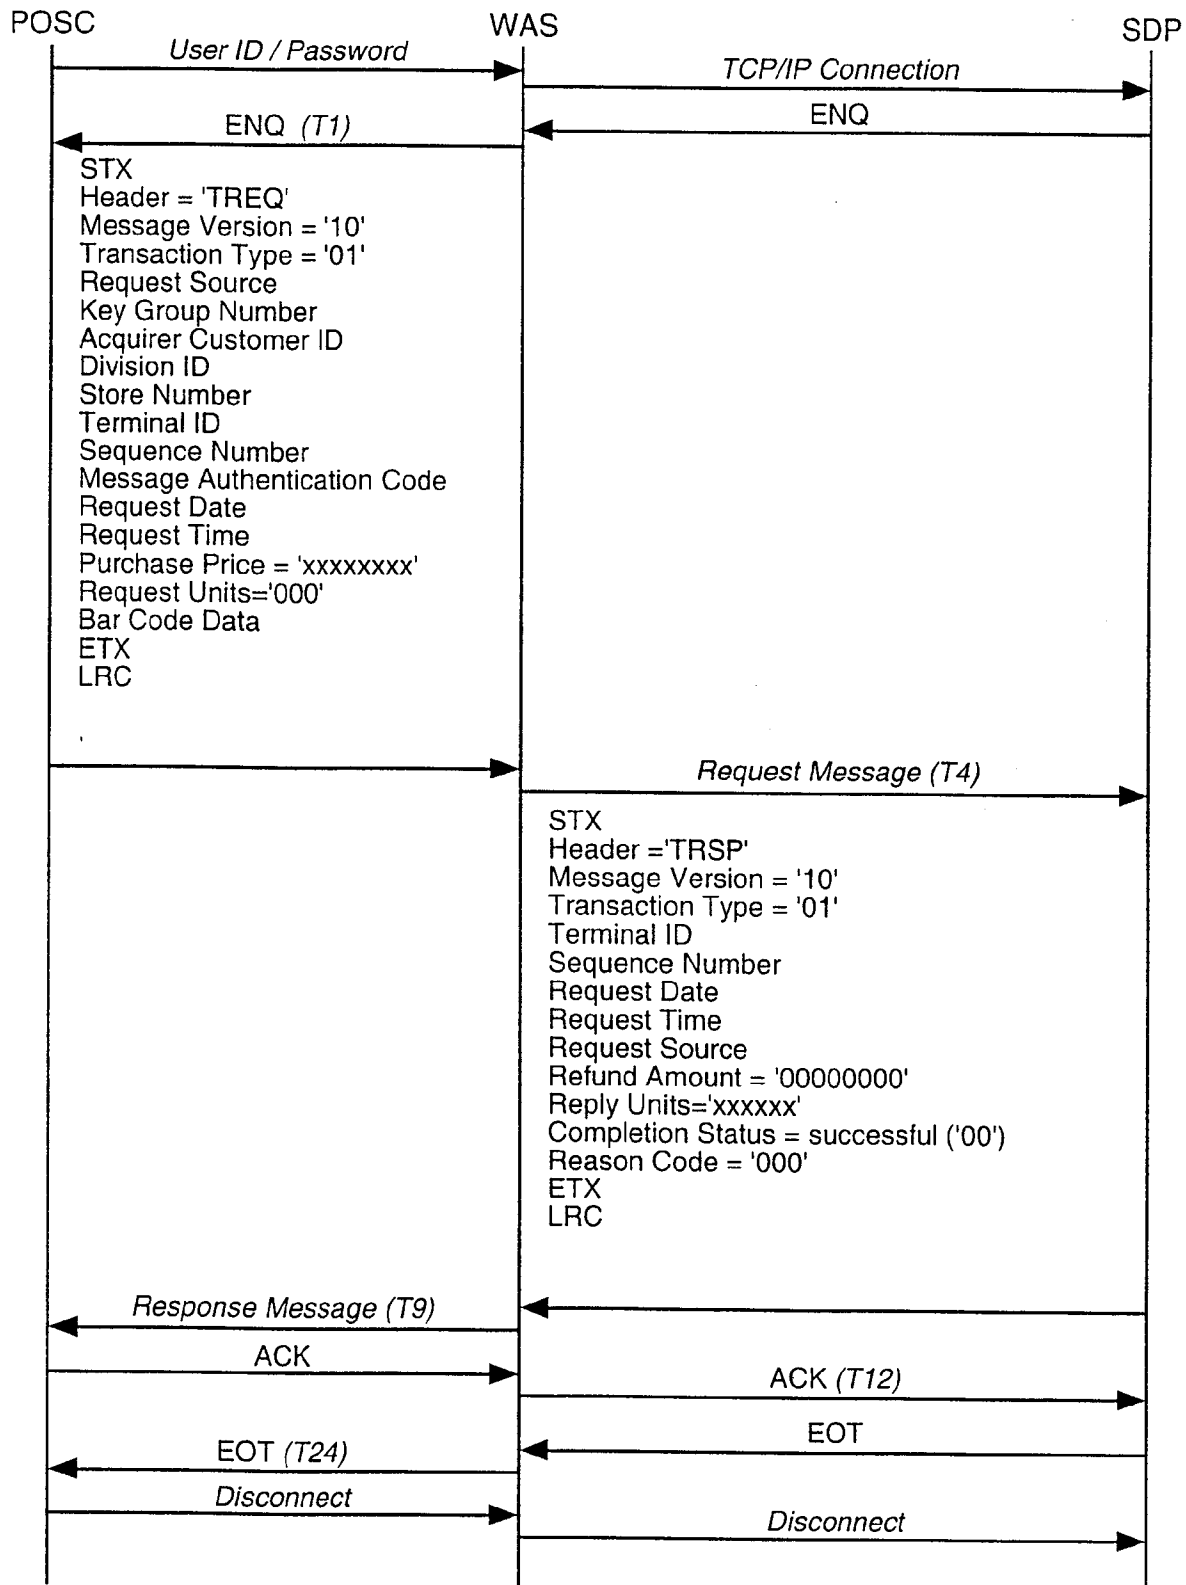 POSC
WAS
SDP
User ID / Password
TCP/IP Connection
ENQ
ENQ (T1)
STX
Header = 'TREQ'
Message Version = '10'
Transaction Type = '01'
Request Source
Key Group Number
Acquirer Customer ID
Division ID
Store Number
Terminal ID
Sequence Number
Message Authentication Code
Request Date
Request Time
Purchase Price = 'xxxxxxxx'
Request Units='000'
Bar Code Data
ETX
LRC
Request Message (T4)
STX
Header ='TRSP'
Message Version = '10'
Transaction Type = '01'
Terminal ID
Sequence Number
Request Date
Request Time
Request Source
Refund Amount = '00000000'
Reply Units='xxxxxx'
Completion Status = successful ('00')
Reason Code = '000'
ETX
LRC
Response Message (T9)
ACK
ACK (T12)
EOT
EOT (T24)
Disconnect
Disconnect